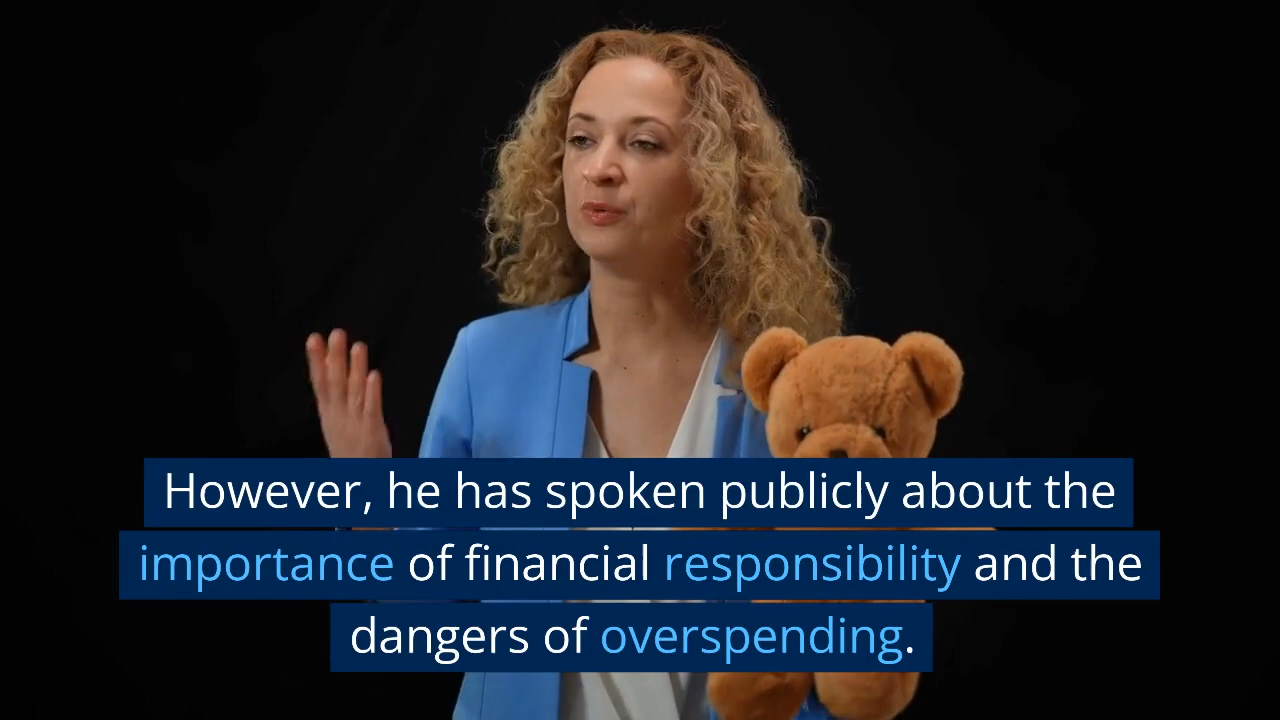 However, he has spoken publicly about the
importance of financial responsibility and the
dangers of overspending.